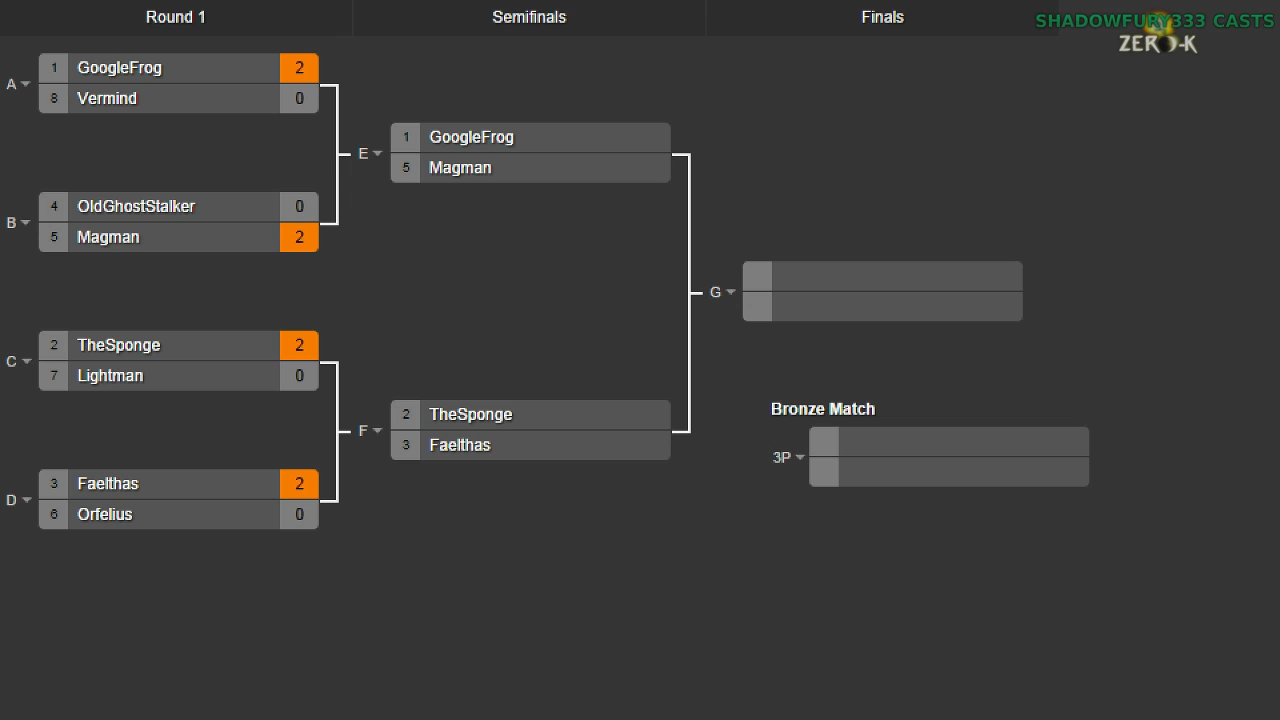 Round 1
Semifinals
Finals
SHADOWFURY333 CASTS
ZERO-K
A
1 GoogleFrog 2
8 Vermind 0
B
4 OldGhostStalker 0
5 Magman 2
C
2 TheSponge 2
7 Lightman 0
D
3 Faelthas 2
6 Orfelius 0
E
1 GoogleFrog
5 Magman
F
2 TheSponge
3 Faelthas
G
Bronze Match
3P